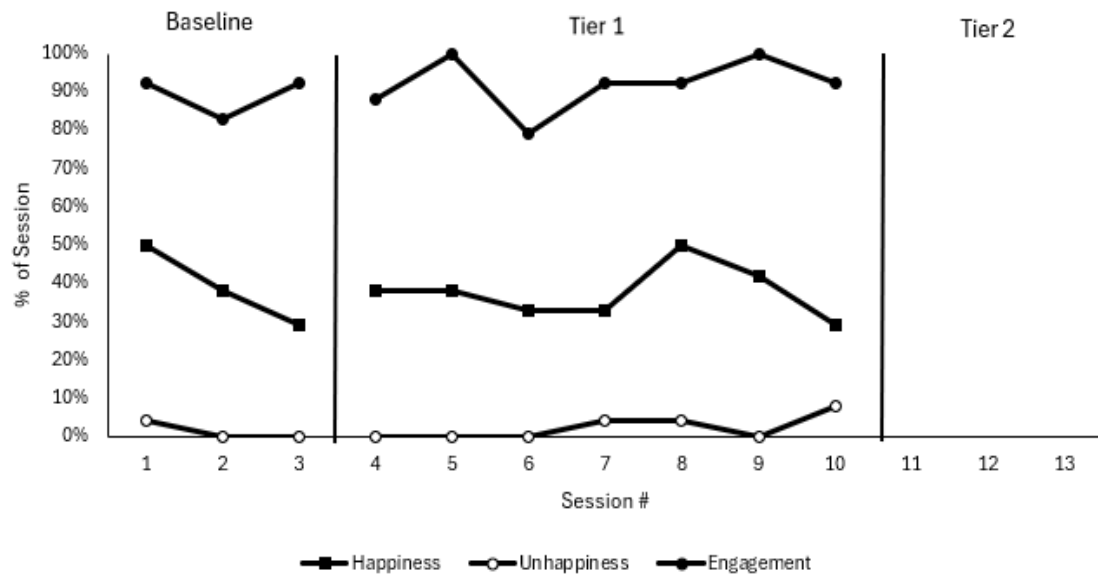 Baseline
Tier 1
Tier 2
100%
90%
80%
70%
60%
50%
40%
30%
20%
10%
0%
% of Session
1 2 3 4 5 6 7 8 9 10 11 12 13
Session #
Happiness Unhappiness Engagement